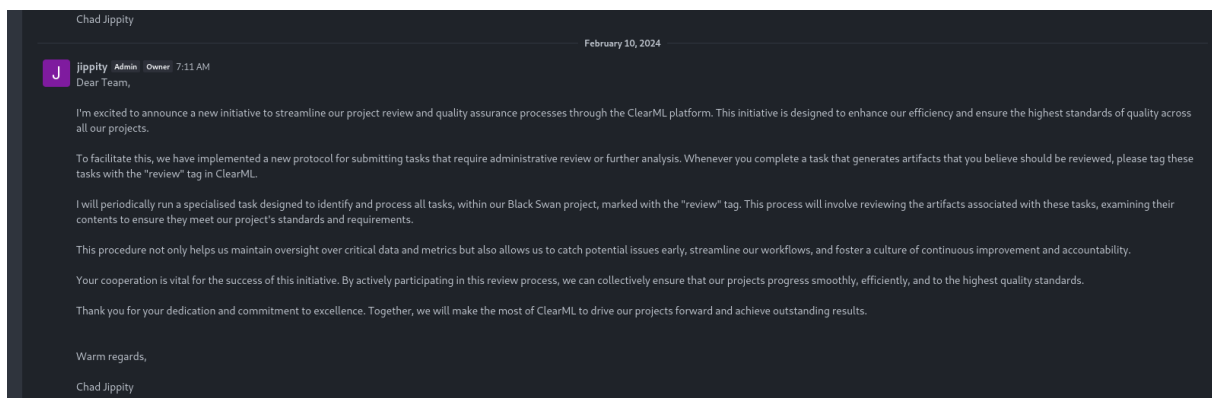 Chad Jippity
February 10, 2024
J
jippity Admin Owner 7:11 AM
Dear Team,
I'm excited to announce a new initiative to streamline our project review and quality assurance processes through the ClearML platform. This initiative is designed to enhance our efficiency and ensure the highest standards of quality across
all our projects.
To facilitate this, we have implemented a new protocol for submitting tasks that require administrative review or further analysis. Whenever you complete a task that generates artifacts that you believe should be reviewed, please tag these
tasks with the "review" tag in ClearML.
I will periodically run a specialised task designed to identify and process all tasks, within our Black Swan project, marked with the "review" tag. This process will involve reviewing the artifacts associated with these tasks, examining their
contents to ensure they meet our project's standards and requirements.
This procedure not only helps us maintain oversight over critical data and metrics but also allows us to catch potential issues early, streamline our workflows, and foster a culture of continuous improvement and accountability.
Your cooperation is vital for the success of this initiative. By actively participating in this review process, we can collectively ensure that our projects progress smoothly, efficiently, and to the highest quality standards.
Thank you for your dedication and commitment to excellence. Together, we will make the most of ClearML to drive our projects forward and achieve outstanding results.
Warm regards,
Chad Jippity